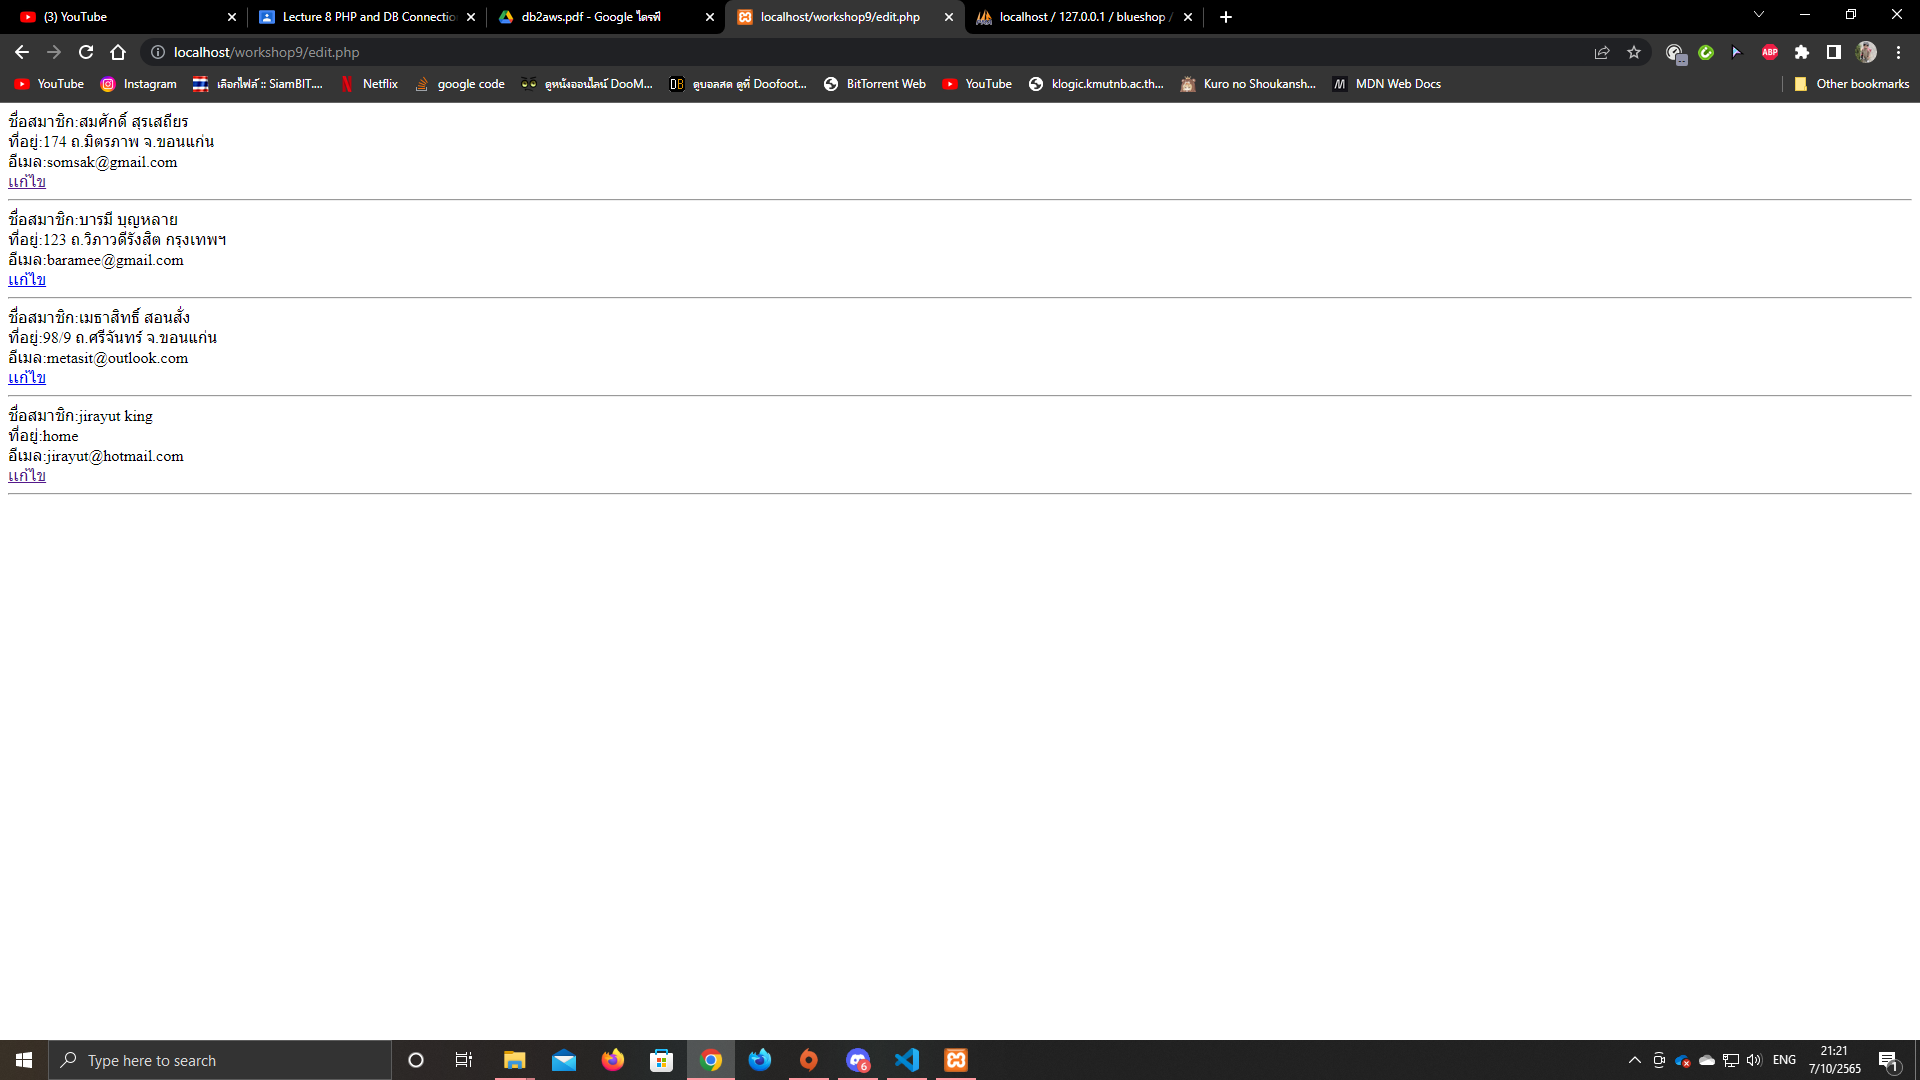 (3) YouTube
Lecture 8 PHP and DB Connectio
db2aws.pdf - Google ไดรฟ์
localhost/workshop9/edit.php
localhost / 127.0.0.1 / blueshop /
localhost/workshop9/edit.php
ABP
YouTube
Instagram
เลือกไฟล์ :: SiamBIT....
Netflix
google code
ดูหนังออนไลน์ DooM...
DB
ดูบอลสด ดูที่ Doofoot...
BitTorrent Web
YouTube
klogic.kmutnb.ac.th...
Kuro no Shoukansh...
M
MDN Web Docs
Other bookmarks
ชื่อสมาชิก:สมศักดิ์ สุรเสถียร
ที่อยู่:174 ถ.มิตรภาพ จ.ขอนแก่น
อีเมล:somsak@gmail.com
แก้ไข
ชื่อสมาชิก:บารมี บุญหลาย
ที่อยู่:123 ถ.วิภาวดีรังสิต กรุงเทพฯ
อีเมล:baramee@gmail.com
แก้ไข
ชื่อสมาชิก:เมธาสิทธิ์ สอนสั่ง
ที่อยู่:98/9 ถ.ศรีจันทร์ จ.ขอนแก่น
อีเมล:metasit@outlook.com
แก้ไข
ชื่อสมาชิก:jirayut king
ที่อยู่:home
อีเมล:jirayut@hotmail.com
แก้ไข
Type here to search
6
ENG
21:21
7/10/2565
1